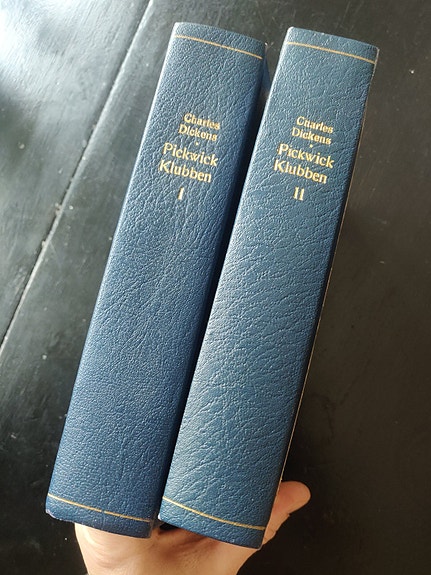 Charles
Dickens
•
Pickwick
Klubben
I
Charles
Dickens
•
Pickwick
Klubben
II